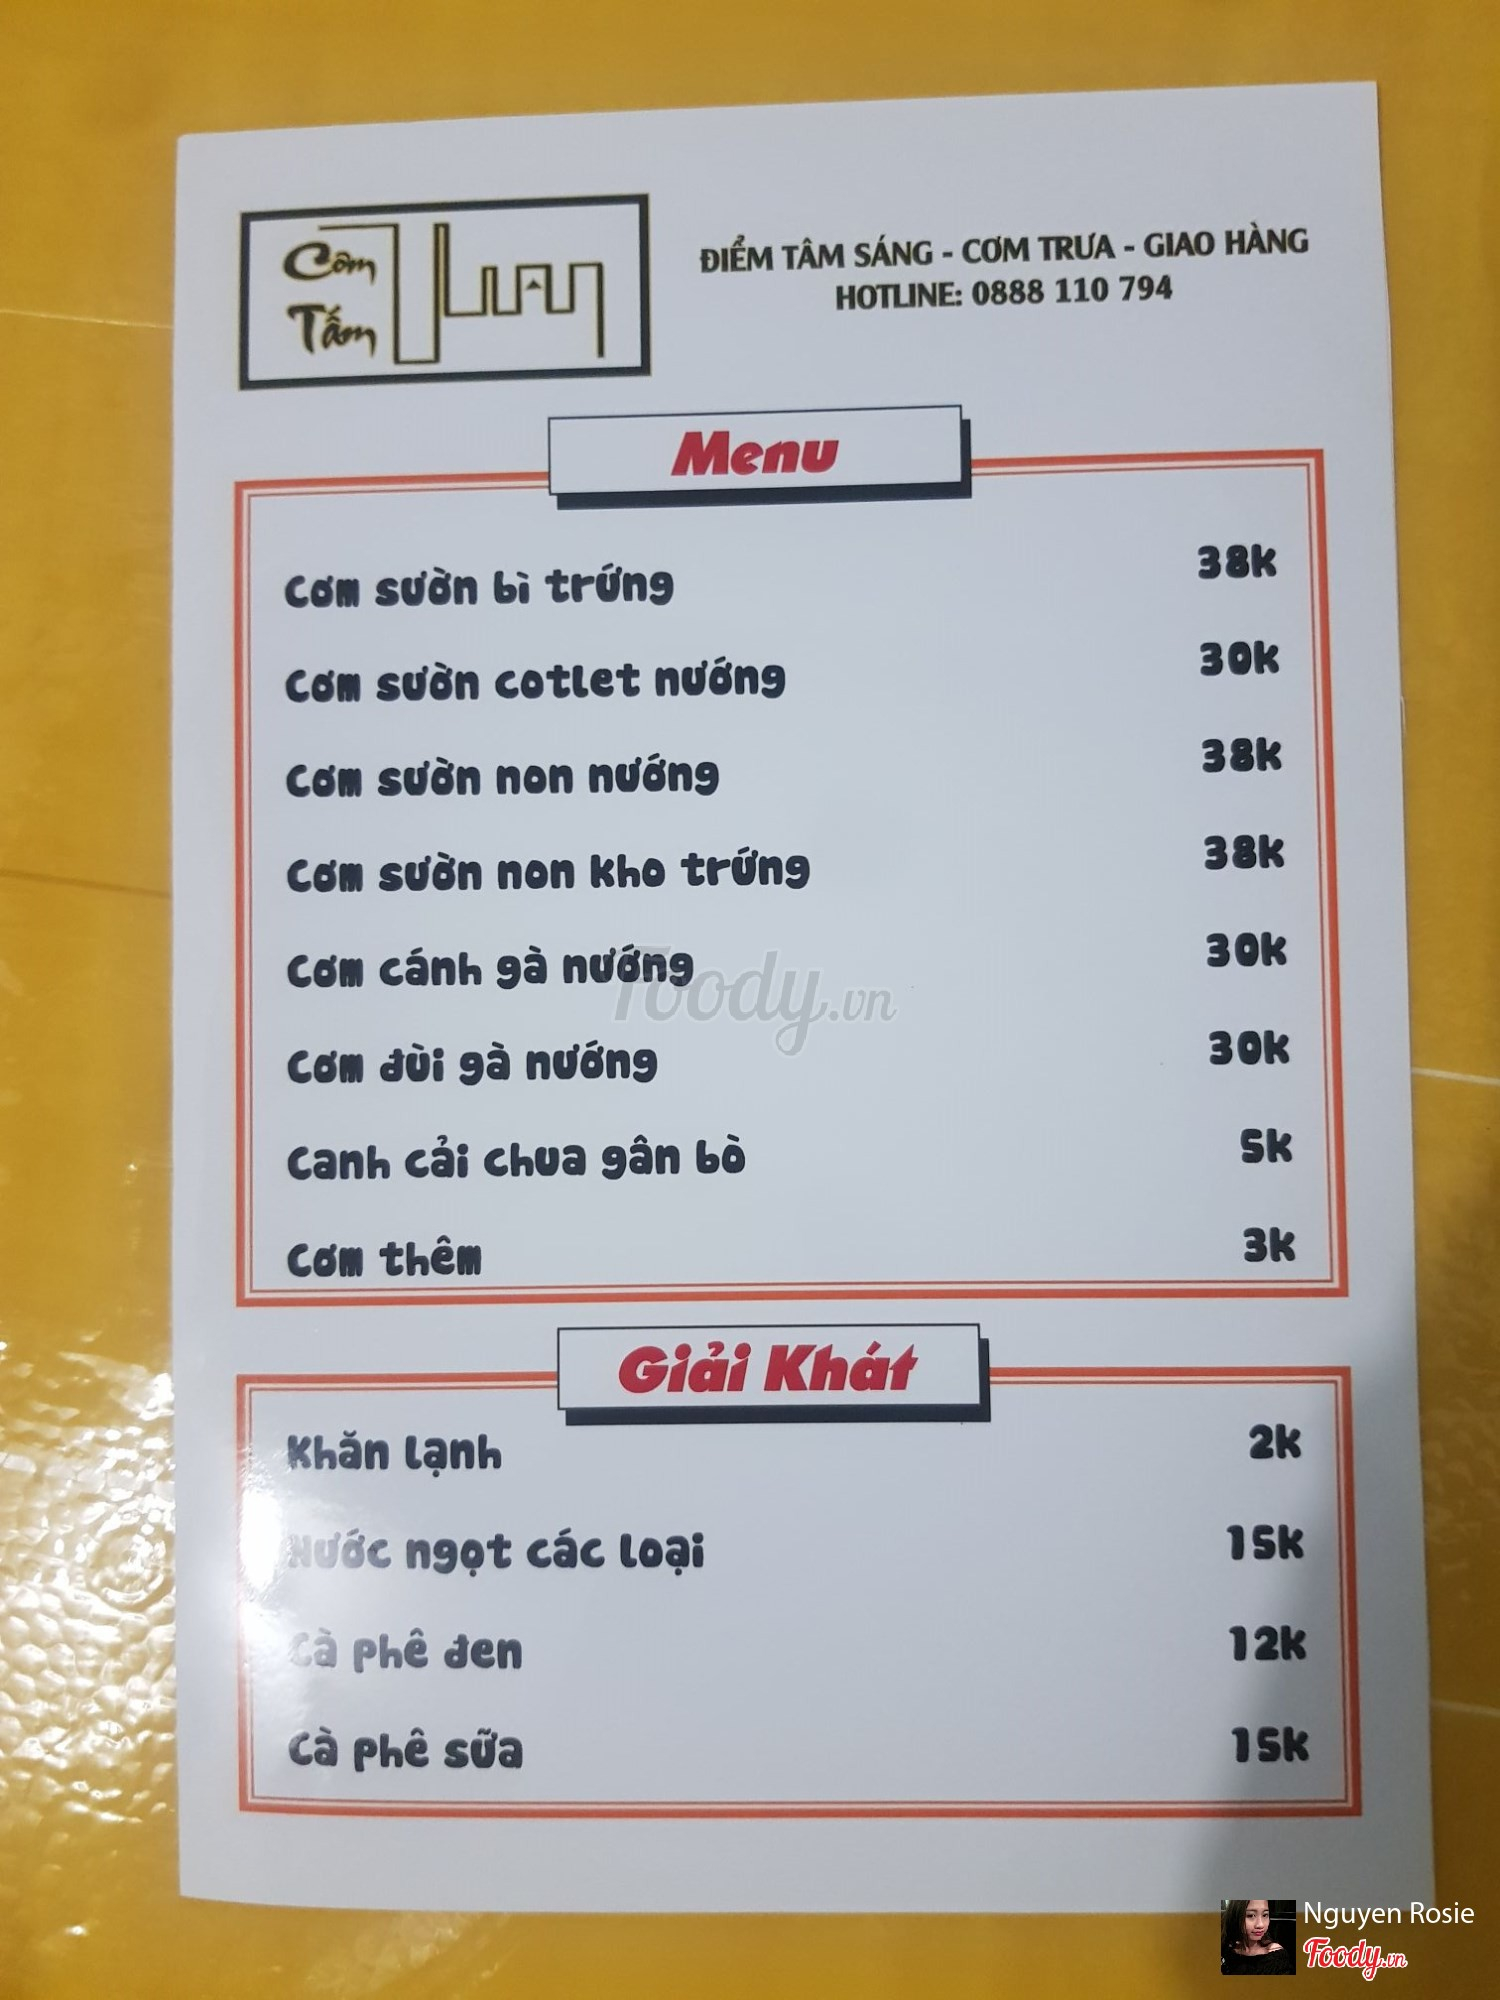 Cơm
Tấm
ĐIỂM TÂM SÁNG - CƠM TRƯA - GIAO HÀNG
HOTLINE: 0888 110 794
Menu
Cơm sườn bì trứng 38k
Cơm sườn cotlet nướng 30k
Cơm sườn non nướng 38k
Cơm sườn non kho trứng 38k
Cơm cánh gà nướng 30k
Cơm đùi gà nướng 30k
Canh cải chua gân bò 5k
Cơm thêm 3k
Foody.vn
Giải Khát
Khăn lạnh 2k
Nước ngọt các loại 15k
Cà phê đen 12k
Cà phê sữa 15k
Nguyen Rosie
Foody.vn